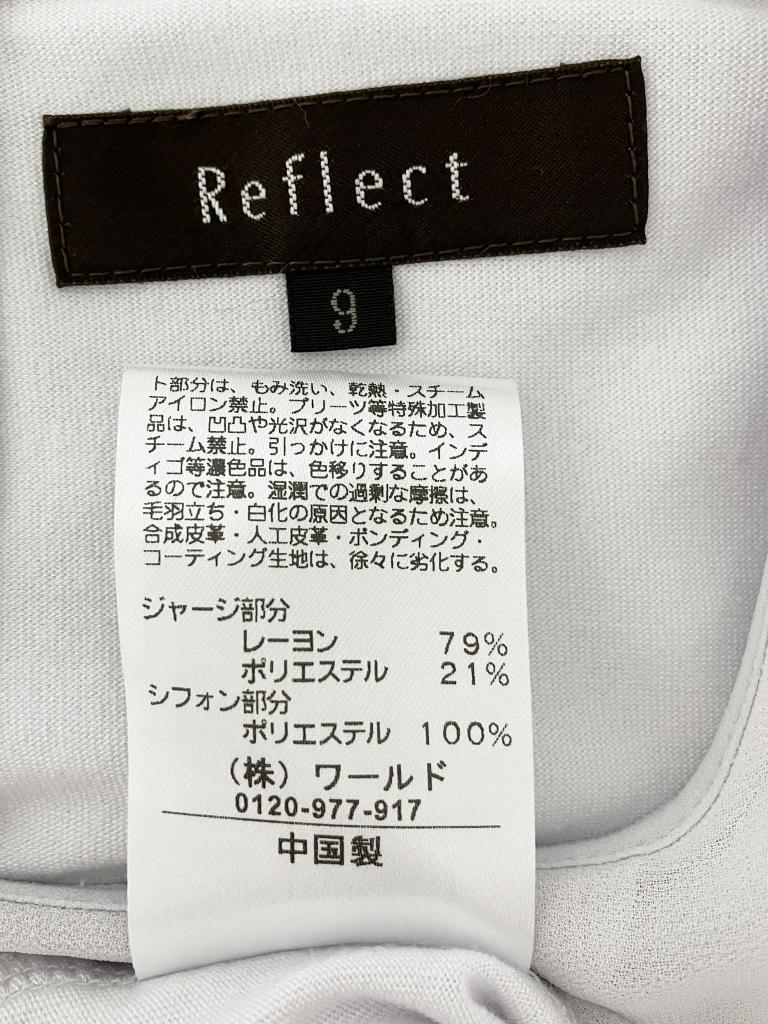 Reflect
9
ト部分は、もみ洗い、乾熱・スチーム
アイロン禁止。プリーツ等特殊加工製
品は、凹凸や光沢がなくなるため、ス
チーム禁止。引っかけに注意。インデ
ィゴ等濃色品は、色移りすることがあ
るので注意。湿潤での過剰な摩擦は、
毛羽立ち・白化の原因となるため注意。
合成皮革・人工皮革・ボンディング・
コーティング生地は、徐々に劣化する。
ジャージ部分
レーヨン 79%
ポリエステル 21%
シフォン部分
ポリエステル 100%
(株) ワールド
0120-977-917
中国製